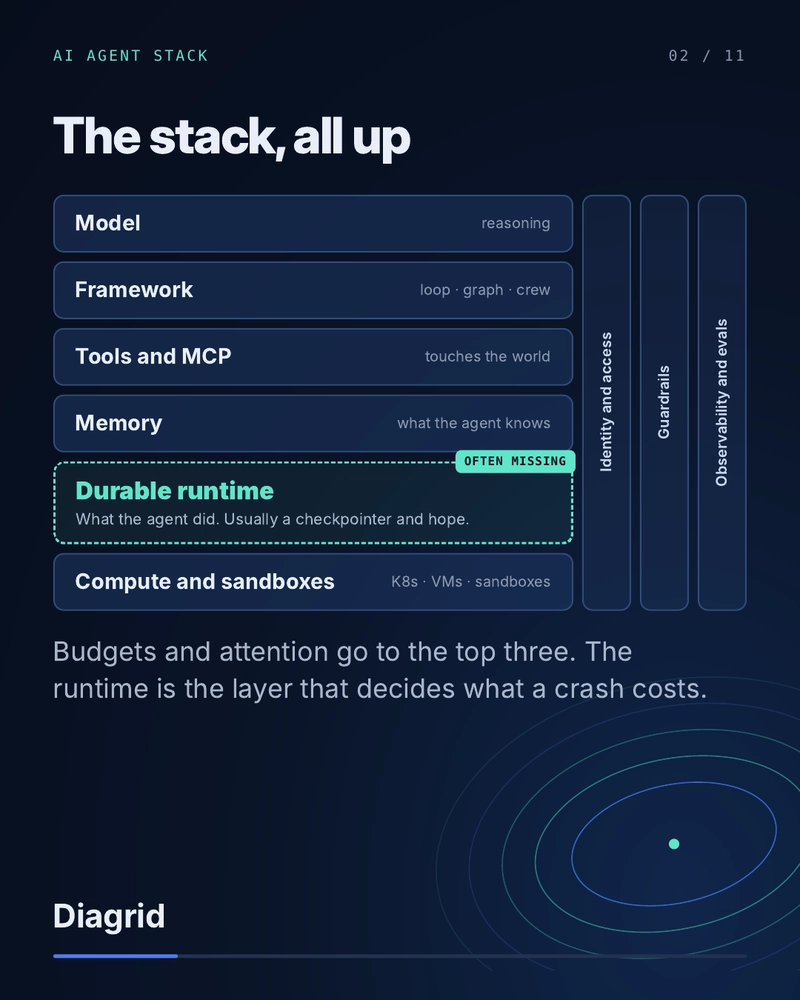 AI AGENT STACK
02 / 11
The stack, all up
Model
reasoning
Framework
loop · graph · crew
Tools and MCP
touches the world
Memory
what the agent knows
OFTEN MISSING
Durable runtime
What the agent did. Usually a checkpointer and hope.
Compute and sandboxes
K8s · VMs · sandboxes
Identity and access
Guardrails
Observability and evals
Budgets and attention go to the top three. The
runtime is the layer that decides what a crash costs.
Diagrid